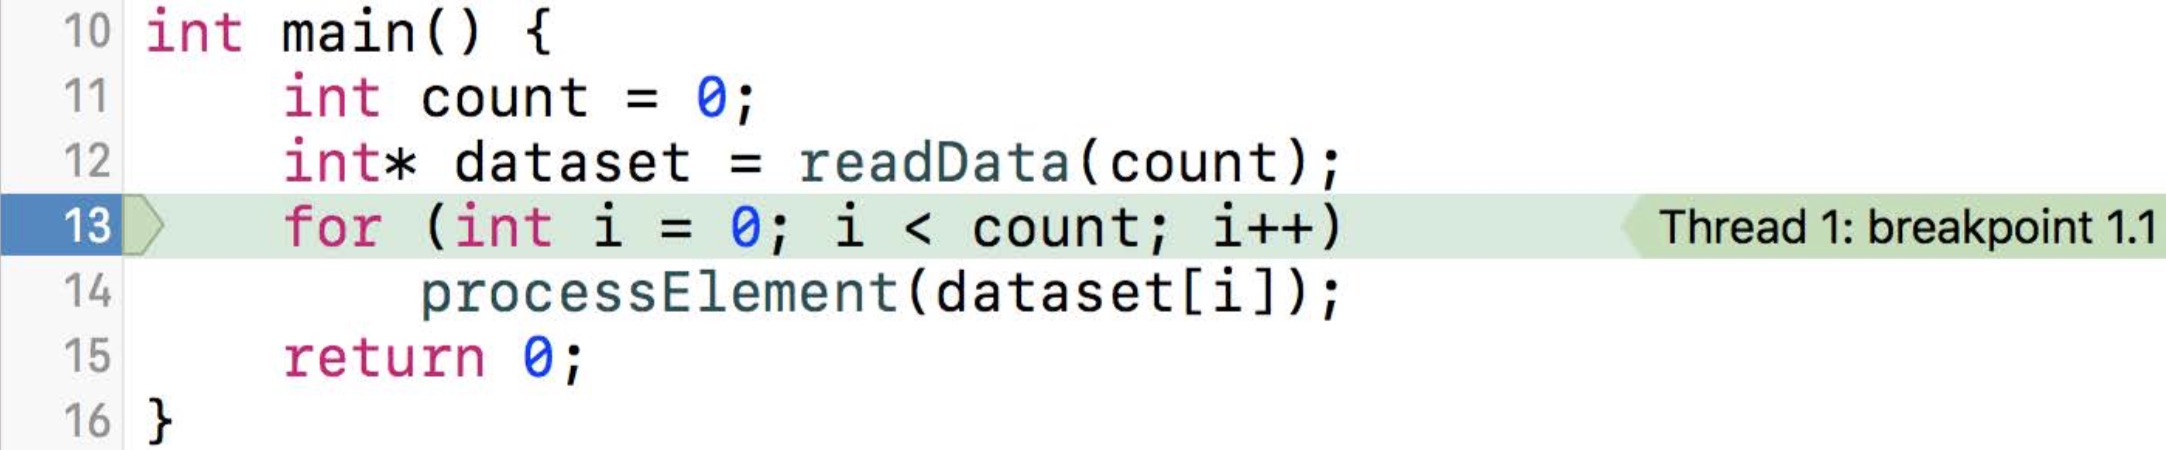 10 int main() {
11     int count = 0;
12     int* dataset = readData(count);
13     for (int i = 0; i < count; i++) Thread 1: breakpoint 1.1
14         processElement(dataset[i]);
15     return 0;
16 }